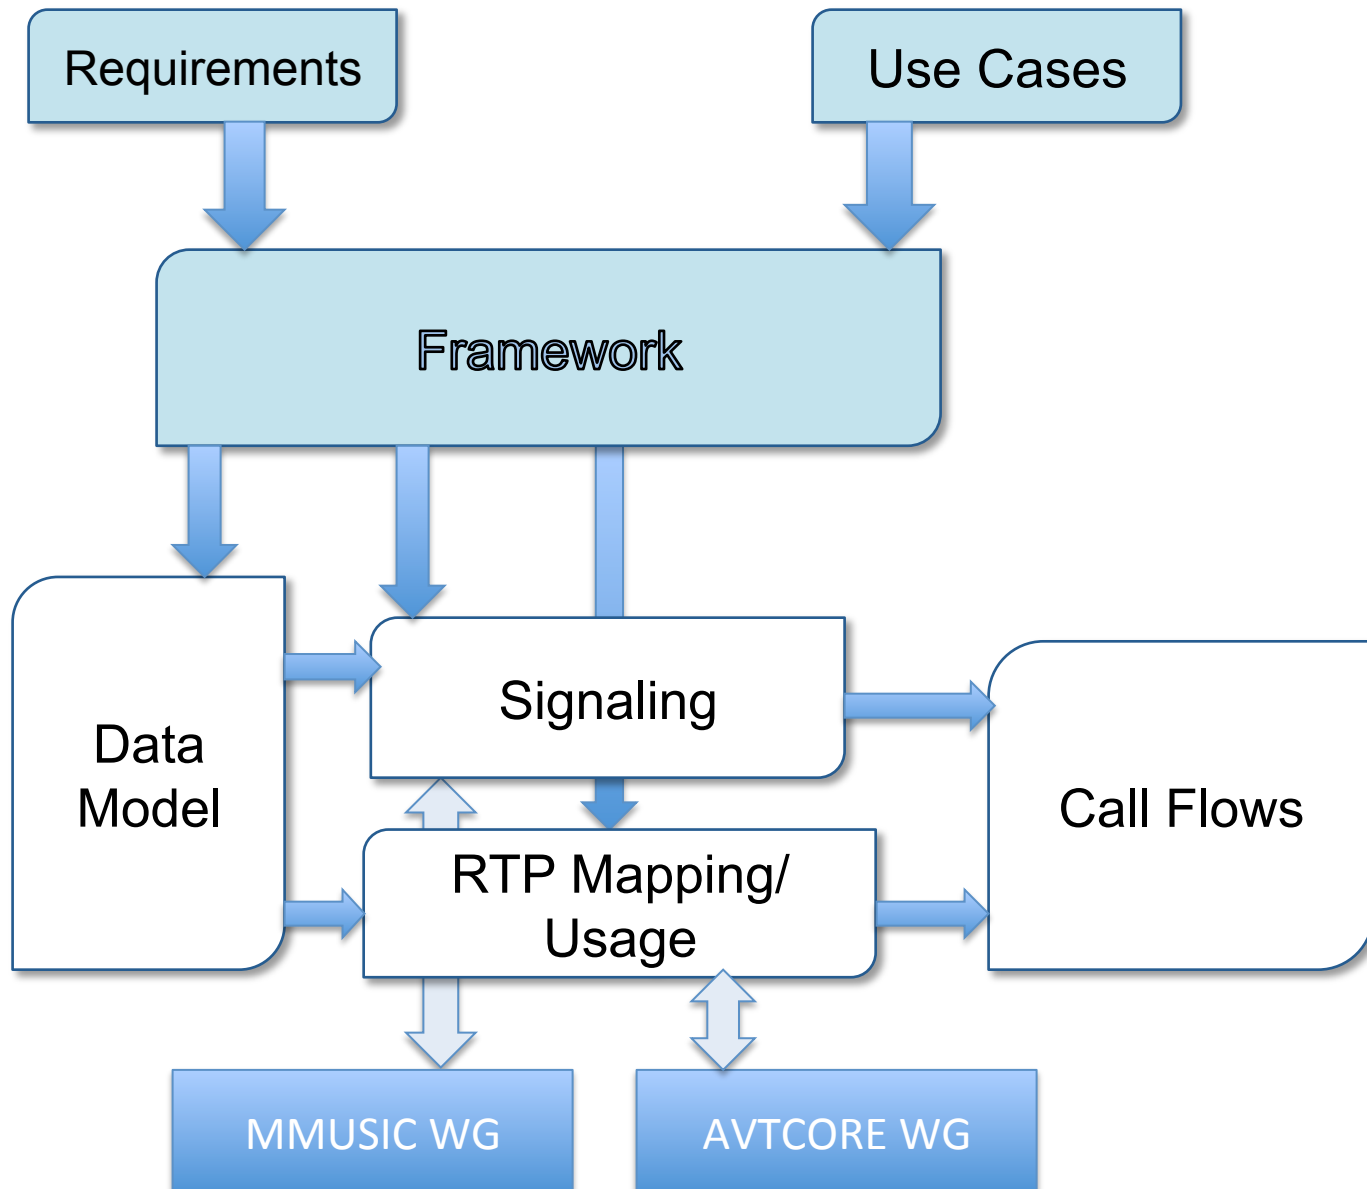 Requirements
Use Cases
Framework
Data
Model
Signaling
RTP Mapping/
Usage
Call Flows
MMUSIC WG
AVTCORE WG